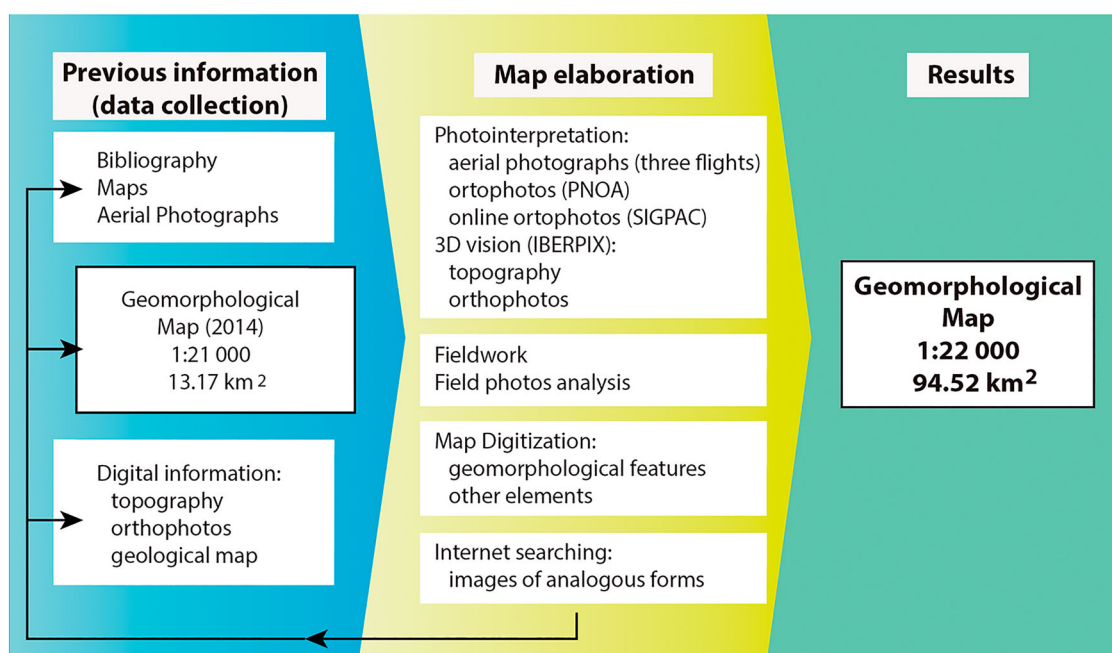 Previous information
(data collection)
Bibliography
Maps
Aerial Photographs
Geomorphological
Map (2014)
1:21 000
13.17 km²
Digital information:
topography
orthophotos
geological map
Map elaboration
Photointerpretation:
aerial photographs (three flights)
ortophotos (PNOA)
online ortophotos (SIGPAC)
3D vision (IBERPIX):
topography
orthophotos
Fieldwork
Field photos analysis
Map Digitization:
geomorphological features
other elements
Internet searching:
images of analogous forms
Results
Geomorphological
Map
1:22 000
94.52 km²